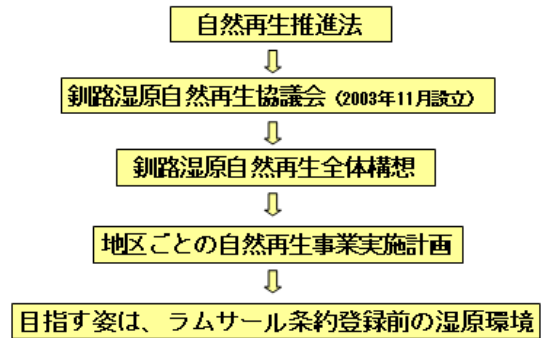 自然再生推進法
釧路湿原自然再生協議会（2003年11月設立）
釧路湿原自然再生全体構想
地区ごとの自然再生事業実施計画
目指す姿は、ラムサール条約登録前の湿原環境